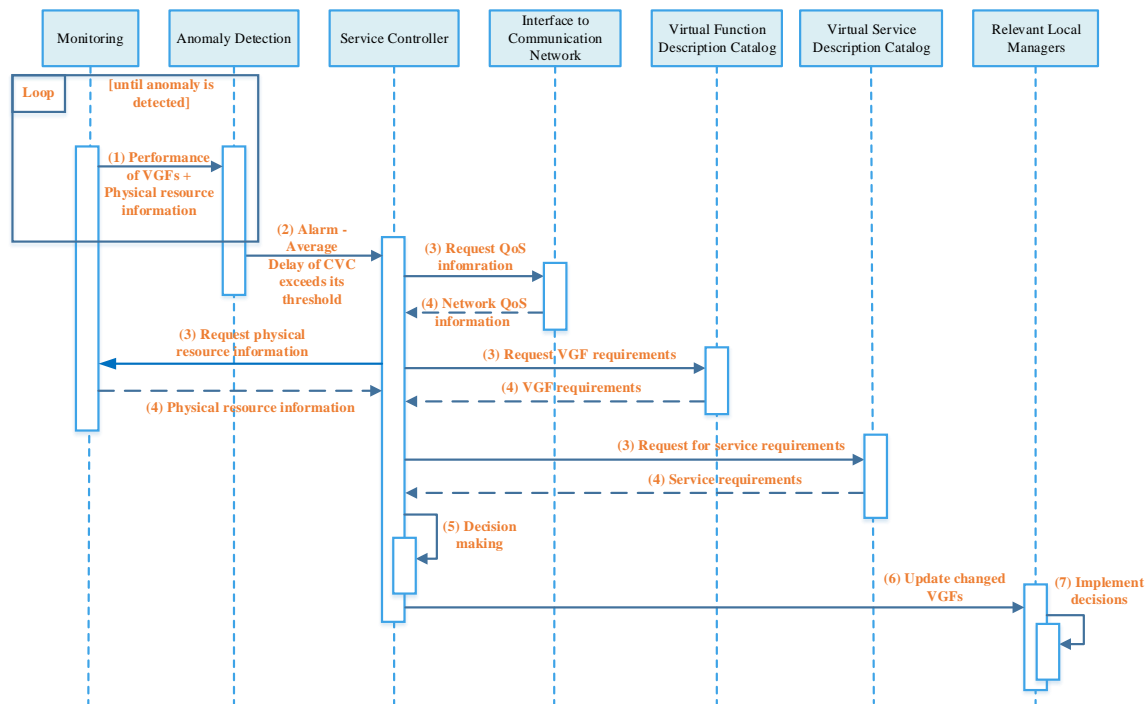 Monitoring
Anomaly Detection
Service Controller
Interface to
Communication
Network
Virtual Function
Description Catalog
Virtual Service
Description Catalog
Relevant Local
Managers
Loop
[until anomaly is
detected]
(1) Performance
of VGFs +
Physical resource
information
(2) Alarm -
Average
Delay of CVC
exceeds its
threshold
(3) Request QoS
infomration
(4) Network QoS
information
(3) Request physical
resource information
(3) Request VGF requirements
(4) VGF requirements
(4) Physical resource information
(3) Request for service requirements
(4) Service requirements
(5) Decision
making
(6) Update changed
VGFs
(7) Implement
decisions